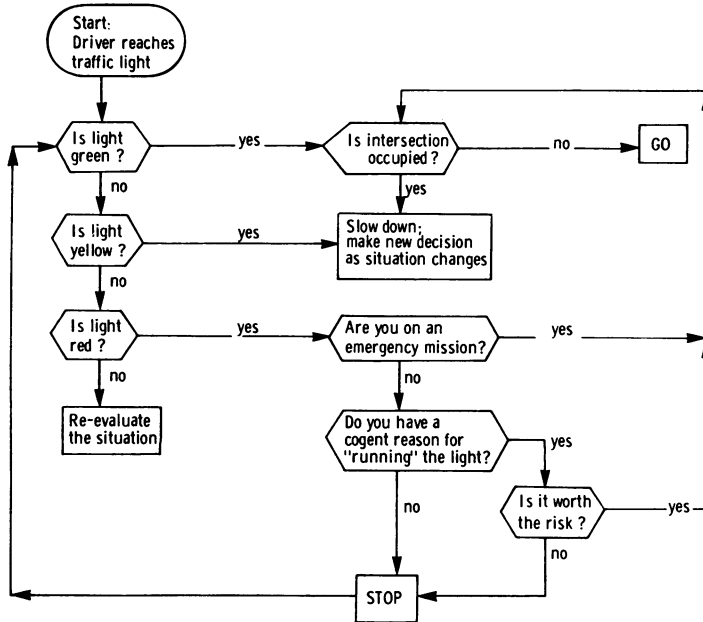 Start:
Driver reaches
traffic light
Is light
green ?
yes
Is intersection
occupied ?
no
GO
no
yes
Is light
yellow ?
yes
Slow down;
make new decision
as situation changes
no
Is light
red ?
yes
Are you on an
emergency mission?
yes
no
no
Re-evaluate
the situation
Do you have a
cogent reason for
"running" the light?
yes
no
Is it worth
the risk ?
yes
no
STOP